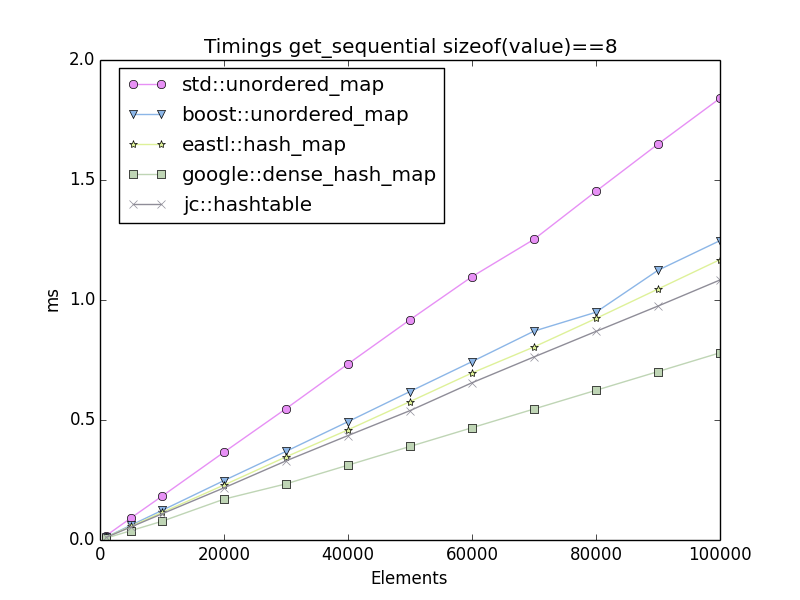 Timings get_sequential sizeof(value)==8
2.0
std::unordered_map
boost::unordered_map
eastl::hash_map
google::dense_hash_map
jc::hashtable
1.5
1.0
0.5
0.0
ms
0 20000 40000 60000 80000 100000
Elements